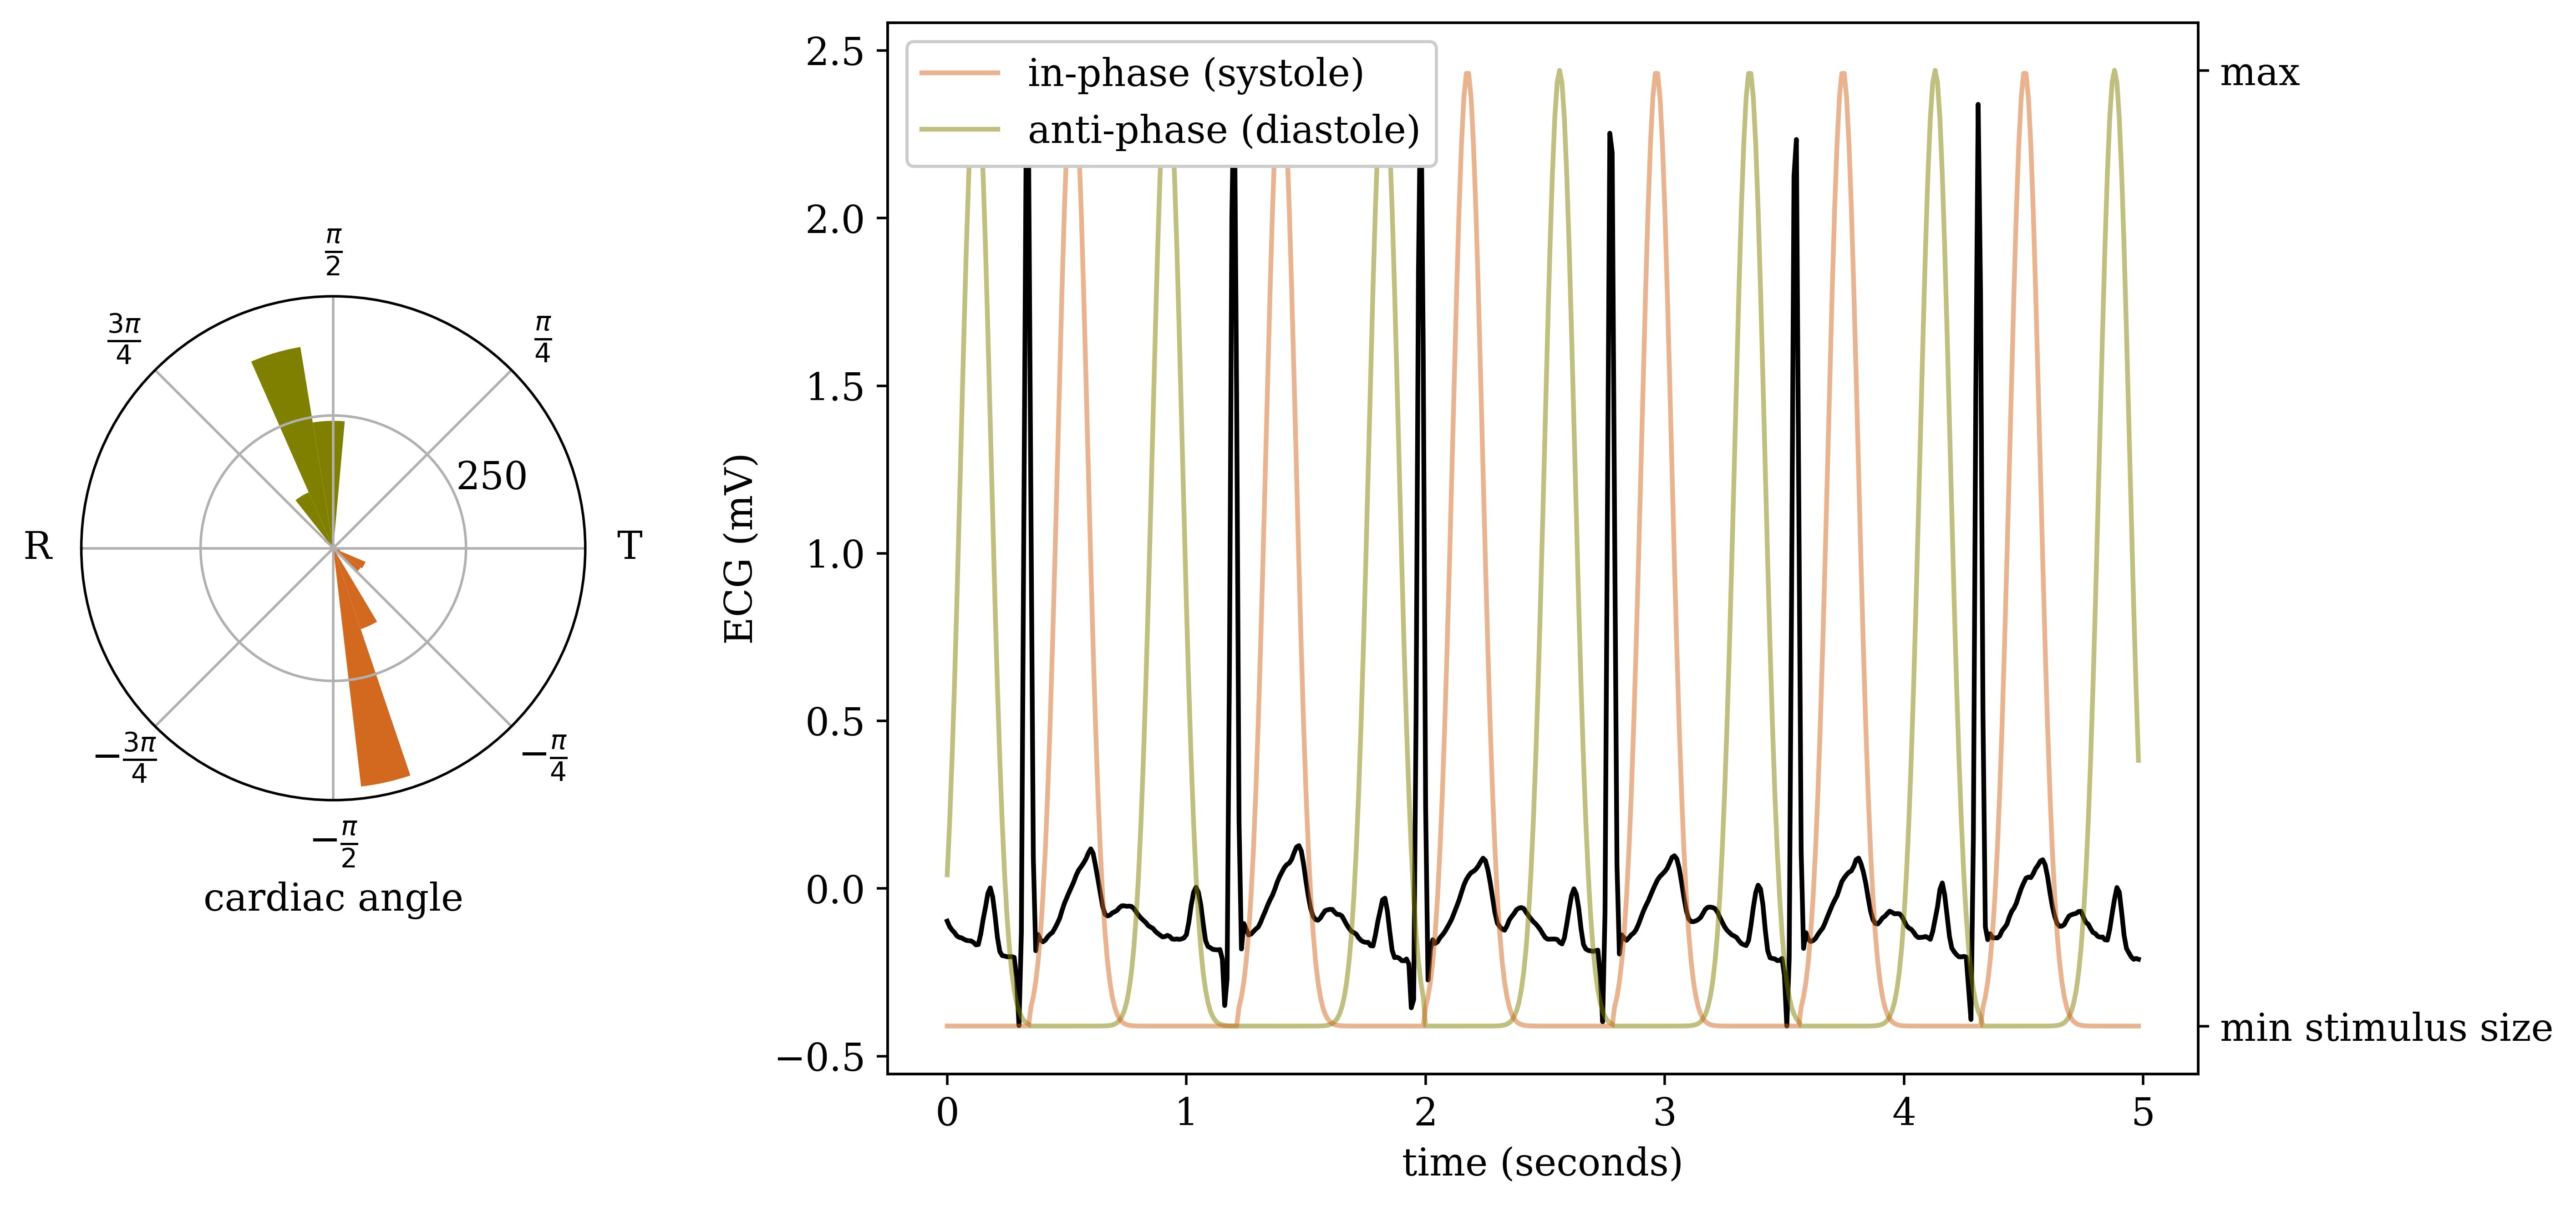 π/2
3π/4
π/4
250
R
T
−3π/4
−π/4
−π/2
cardiac angle
2.5
2.0
1.5
1.0
0.5
0.0
−0.5
ECG (mV)
in-phase (systole)
anti-phase (diastole)
max
min stimulus size
0 1 2 3 4 5
time (seconds)